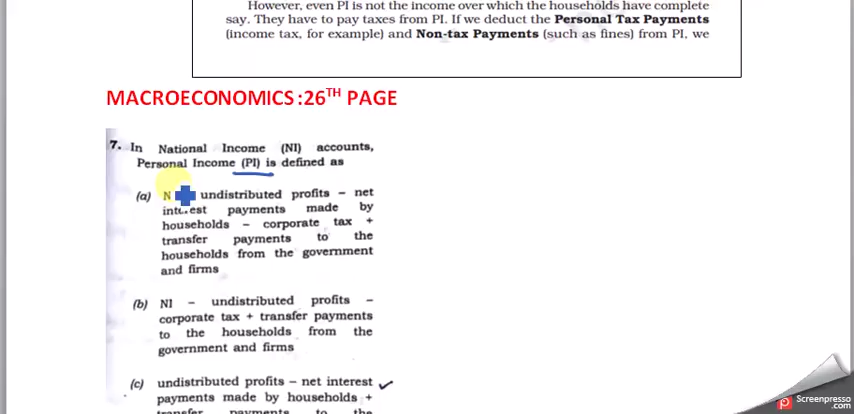 However, even PI is not the income over which the households have complete
say. They have to pay taxes from PI. If we deduct the Personal Tax Payments
(income tax, for example) and Non-tax Payments (such as fines) from PI, we
MACROECONOMICS :26TH PAGE
7. In National Income (NI) accounts,
Personal Income (PI) is defined as
(a) N undistributed profits – net
interest payments made by
households – corporate tax +
transfer payments to the
households from the government
and firms
(b) NI – undistributed profits –
corporate tax + transfer payments
to the households from the
government and firms
(c) undistributed profits – net interest
payments made by households +
transfer payments to the
Screenpresso